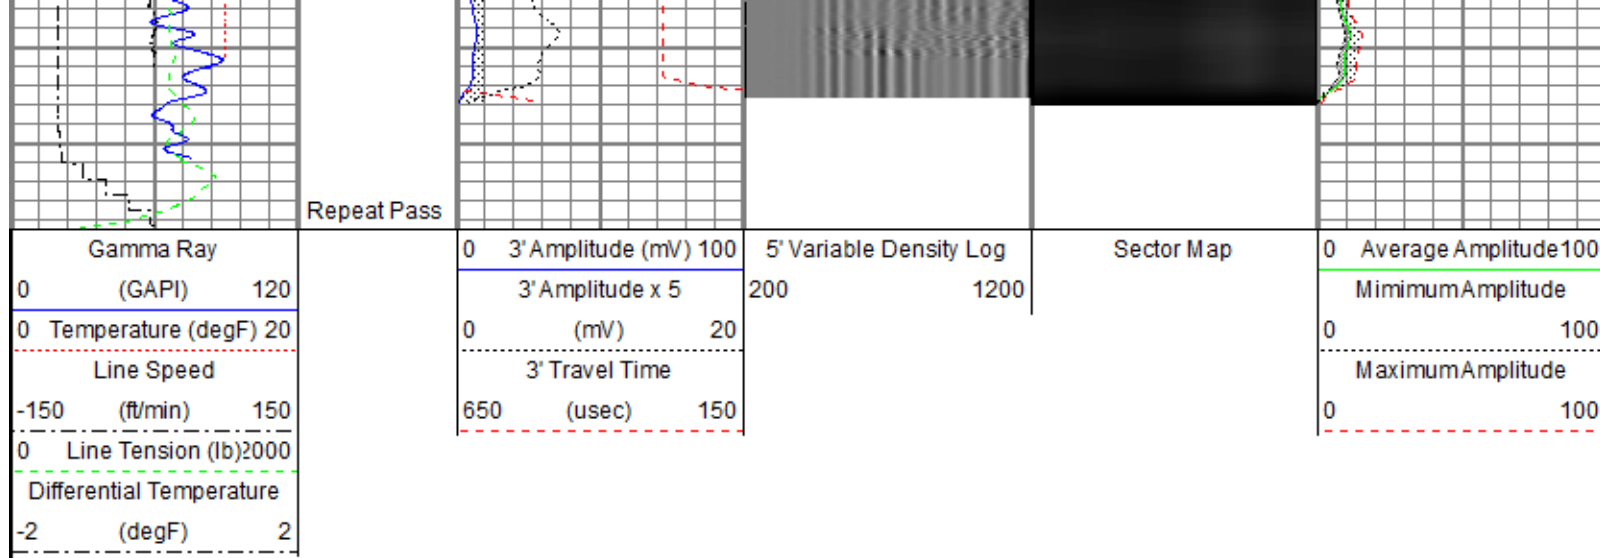 Repeat Pass
Gamma Ray
0 (GAPI) 120
0 Temperature (degF) 20
Line Speed
-150 (ft/min) 150
0 Line Tension (lb) 2000
Differential Temperature
-2 (degF) 2
0 3' Amplitude (mV) 100
3' Amplitude x 5
0 (mV) 20
3' Travel Time
650 (usec) 150
5' Variable Density Log
200 1200
Sector Map
0 Average Amplitude 100
Mimimum Amplitude
0 100
Maximum Amplitude
0 100